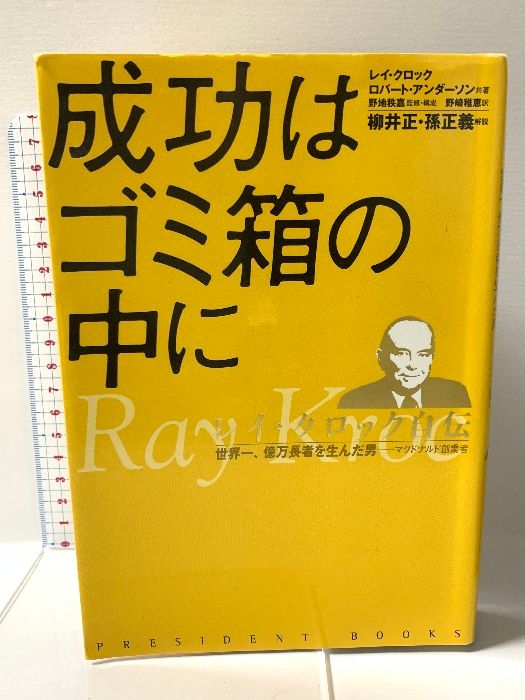 レイ・クロック
ロバート・アンダーソン 共著
野地秩嘉 監修・構成 野崎稚恵 訳
柳井正・孫正義 解説
成功は
ゴミ箱の
中に
Ray Kroc
レイ・クロック自伝
世界一、億万長者を生んだ男――マクドナルド創業者
PRESIDENT BOOKS